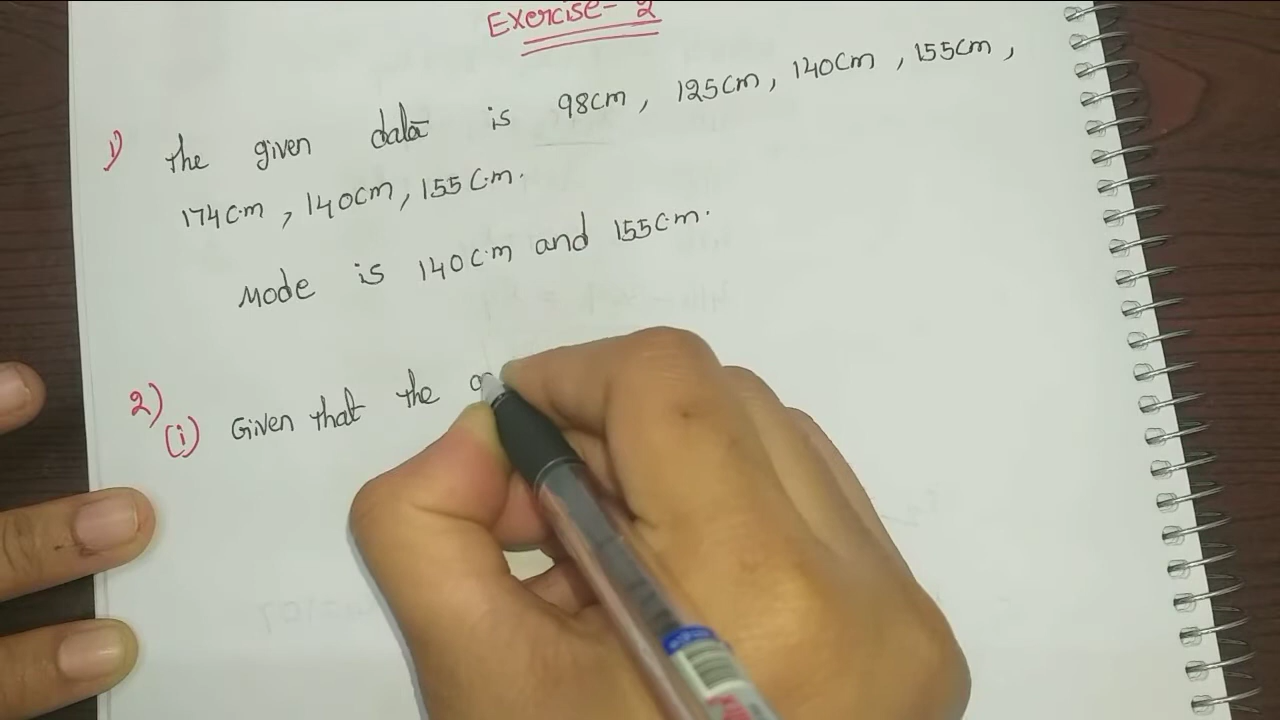 Exercise- 2
1) the given data is 98cm, 125cm, 140cm, 155cm,
174cm, 140cm, 155cm.
Mode is 140cm and 155cm.
2)
(i) Given that the